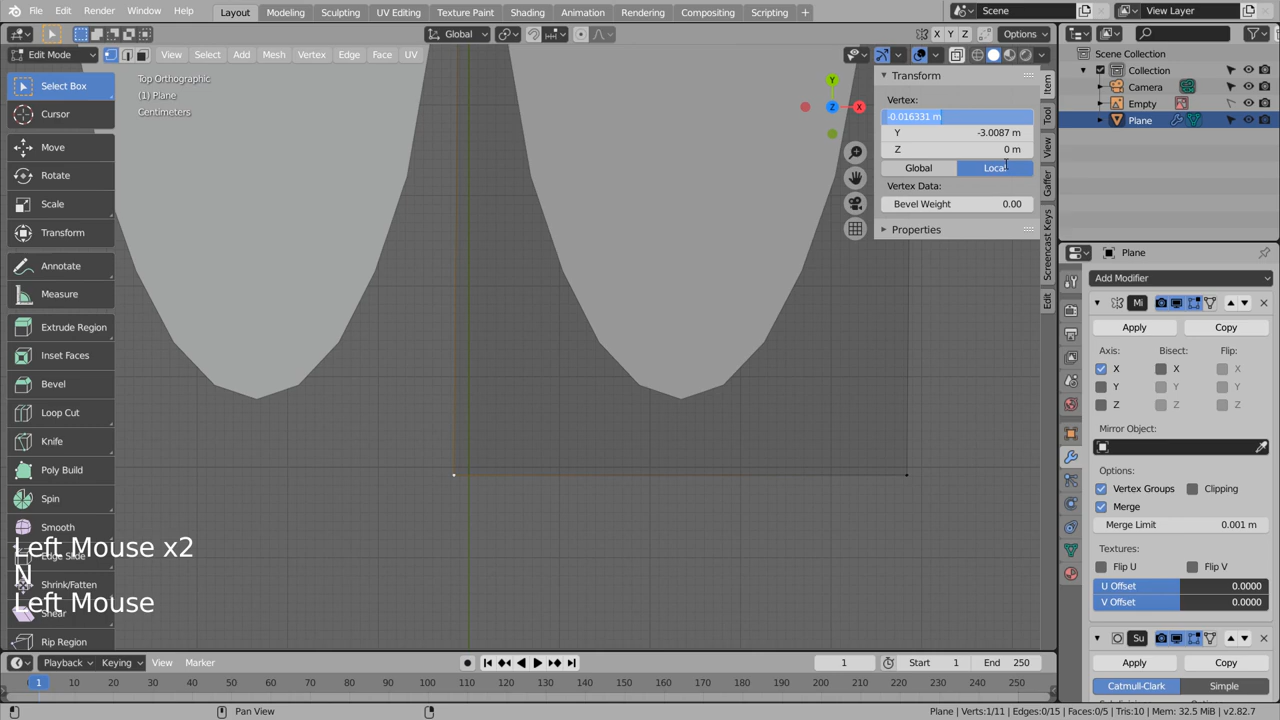 File Edit Render Window Help
Layout Modeling Sculpting UV Editing Texture Paint Shading Animation Rendering Compositing Scripting +
Scene
View Layer
Global
X Y Z
Options
Edit Mode
View Select Add Mesh Vertex Edge Face UV
Select Box
Cursor
Move
Rotate
Scale
Transform
Annotate
Measure
Extrude Region
Inset Faces
Bevel
Loop Cut
Knife
Poly Build
Spin
Smooth
Edge Slide
Shrink/Fatten
Shear
Rip Region
Top Orthographic
(1) Plane
Centimeters
Left Mouse x2
N
Left Mouse
Y
Z
X
Transform
Vertex:
-0.016331 m
Y -3.0087 m
Z 0 m
Global Local
Vertex Data:
Bevel Weight 0.00
Properties
Item
Tool
View
Gaffer
Screencast Keys
Edit
Scene Collection
Collection
Camera
Empty
Plane
Plane
Add Modifier
Mi
Apply Copy
Axis: Bisect: Flip:
X X X
Y Y Y
Z Z Z
Mirror Object:
Options:
Vertex Groups Clipping
Merge
Merge Limit 0.001 m
Textures:
Flip U Flip V
U Offset 0.0000
V Offset 0.0000
Su
Apply Copy
Catmull-Clark Simple
Playback Keying View Marker
1
Start 1 End 250
1 10 20 30 40 50 60 70 80 90 100 110 120 130 140 150 160 170 180 190 200 210 220 230 240 250
Pan View
Plane | Verts:1/11 | Edges:0/15 | Faces:0/5 | Tris:10 | Mem: 32.5 MiB | v2.82.7